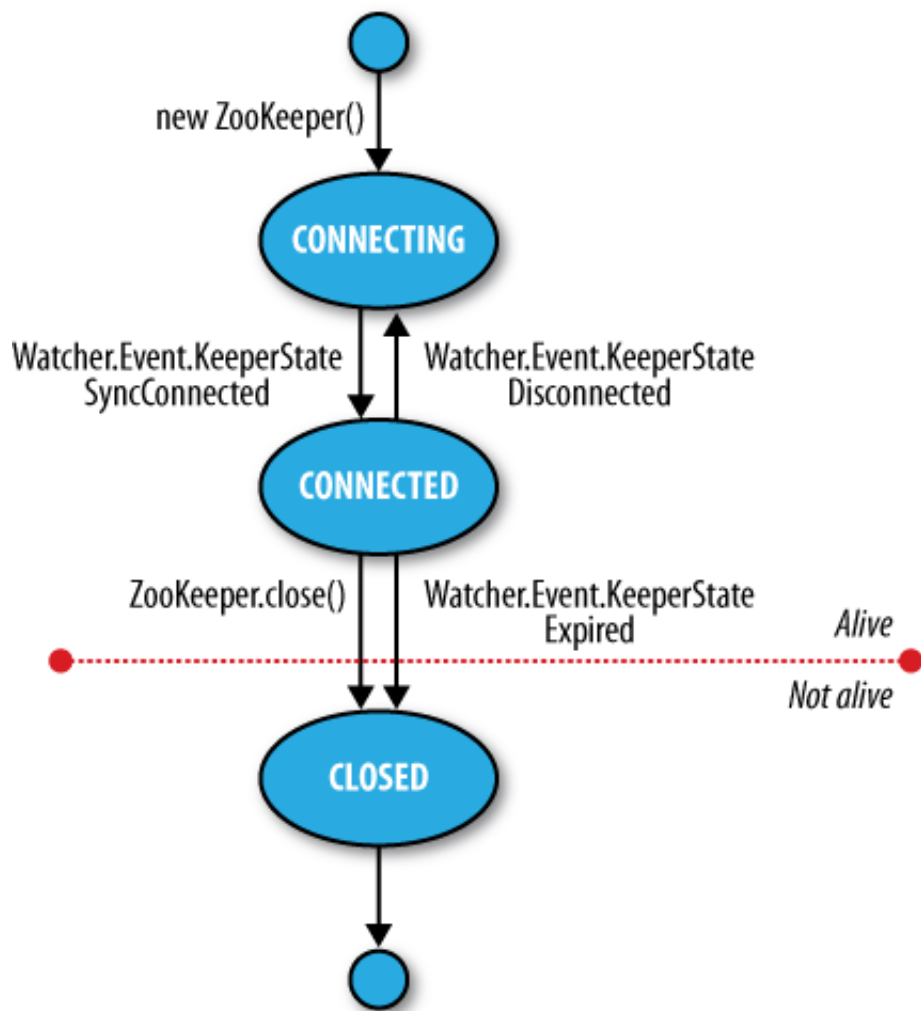 new ZooKeeper()
CONNECTING
Watcher.Event.KeeperState
SyncConnected
Watcher.Event.KeeperState
Disconnected
CONNECTED
ZooKeeper.close()
Watcher.Event.KeeperState
Expired
Alive
Not alive
CLOSED